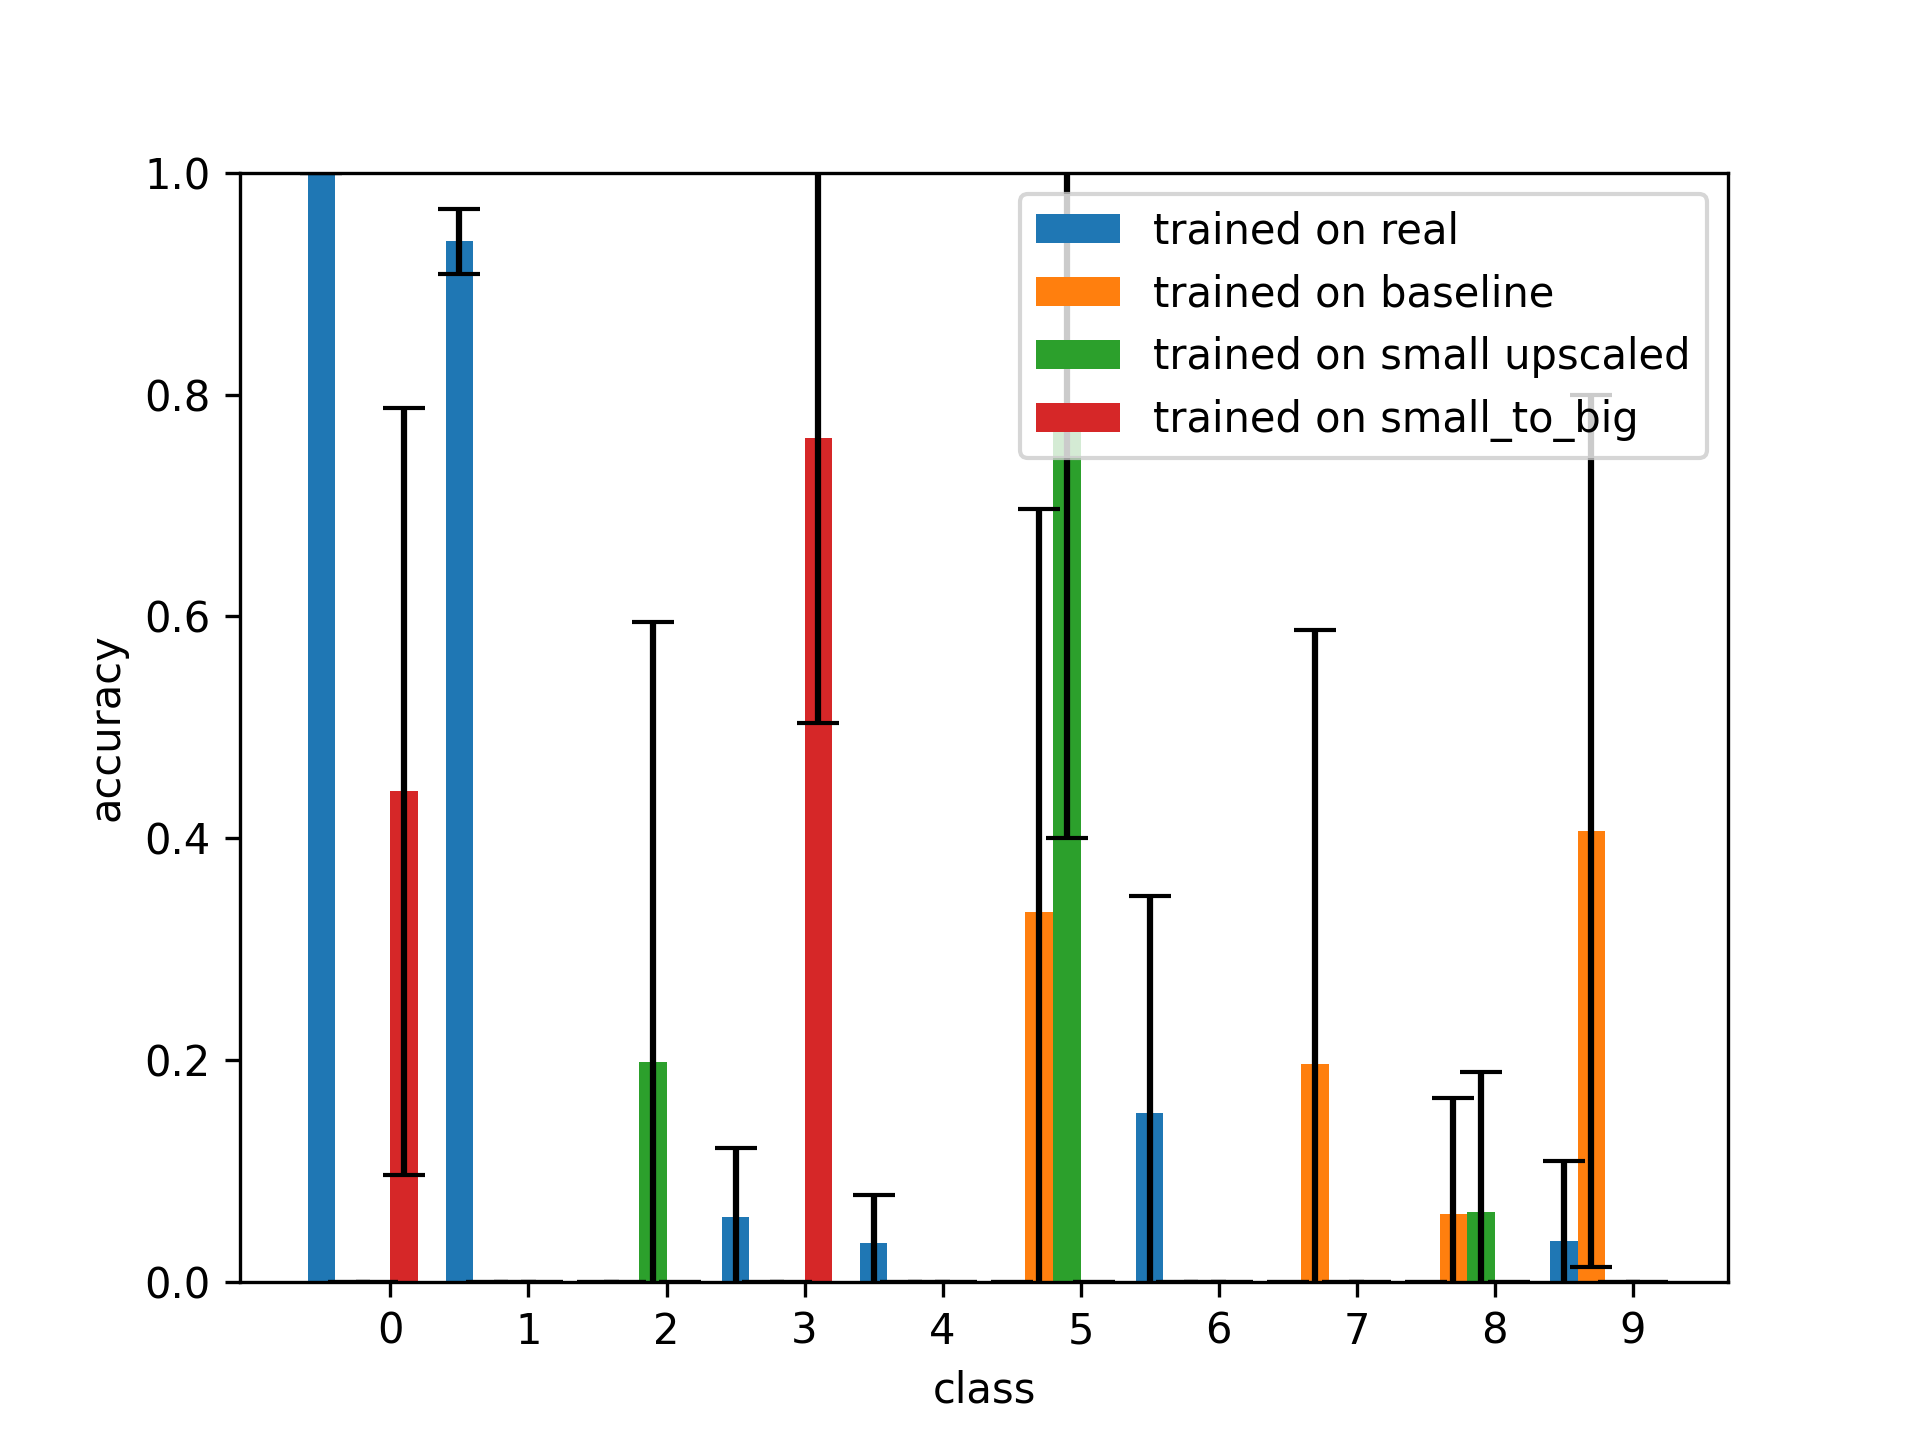 1.0
0.8
0.6
0.4
0.2
0.0
accuracy
trained on real
trained on baseline
trained on small upscaled
trained on small_to_big
0 1 2 3 4 5 6 7 8 9
class